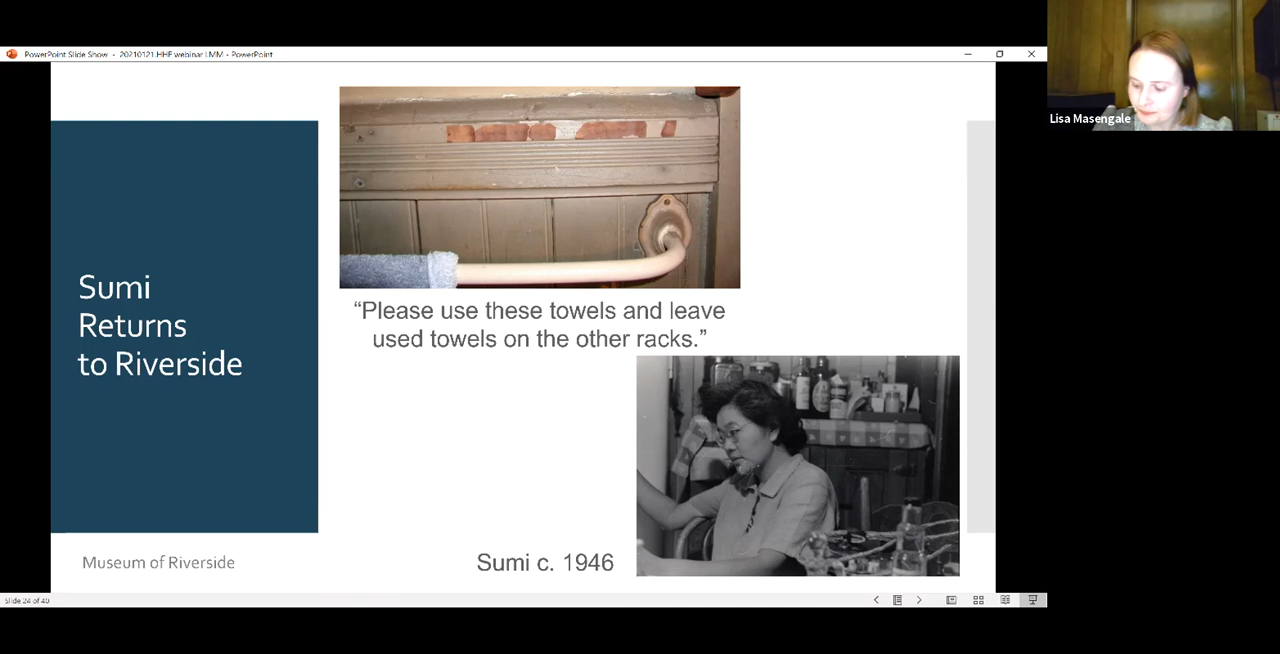 PowerPoint Slide Show - 20210121.HHF webinar LMM - PowerPoint
Lisa Masengale
“Please use these towels and leave
used towels on the other racks.”
Sumi
Returns
to Riverside
Museum of Riverside
Sumi c. 1946
Slide 24 of 40